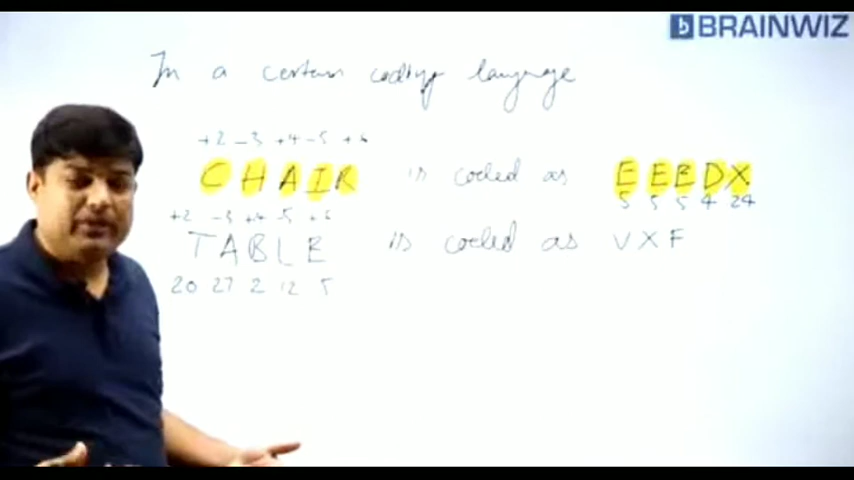 BRAINWIZ
In a certain coding language
+2 -3 +4 -5 +6
CHAIR is coded as EEEDX
5 5 5 4 24
+2 -3 +4 -5 +6
TABLE is coded as VXF
20 27 2 12 5